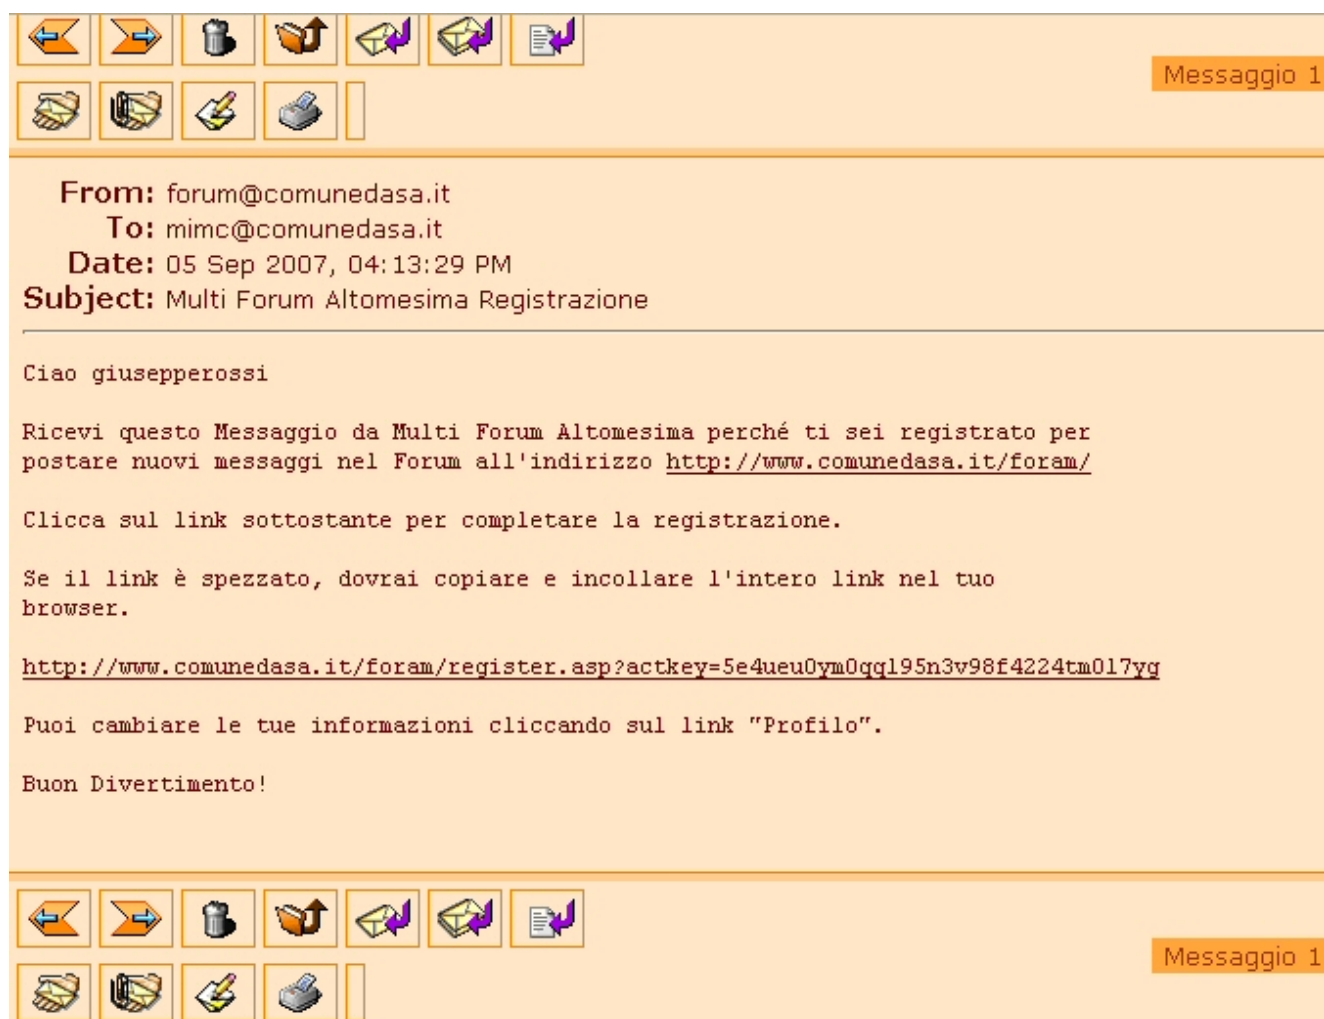 Messaggio 1
From: forum@comunedasa.it
To: mimc@comunedasa.it
Date: 05 Sep 2007, 04:13:29 PM
Subject: Multi Forum Altomesima Registrazione
Ciao giusepperossi
Ricevi questo Messaggio da Multi Forum Altomesima perché ti sei registrato per
postare nuovi messaggi nel Forum all'indirizzo http://www.comunedasa.it/foram/
Clicca sul link sottostante per completare la registrazione.
Se il link è spezzato, dovrai copiare e incollare l'intero link nel tuo
browser.
http://www.comunedasa.it/foram/register.asp?actkey=5e4ueu0ym0qql95n3v98f4224tm0l7yg
Puoi cambiare le tue informazioni cliccando sul link "Profilo".
Buon Divertimento!
Messaggio 1